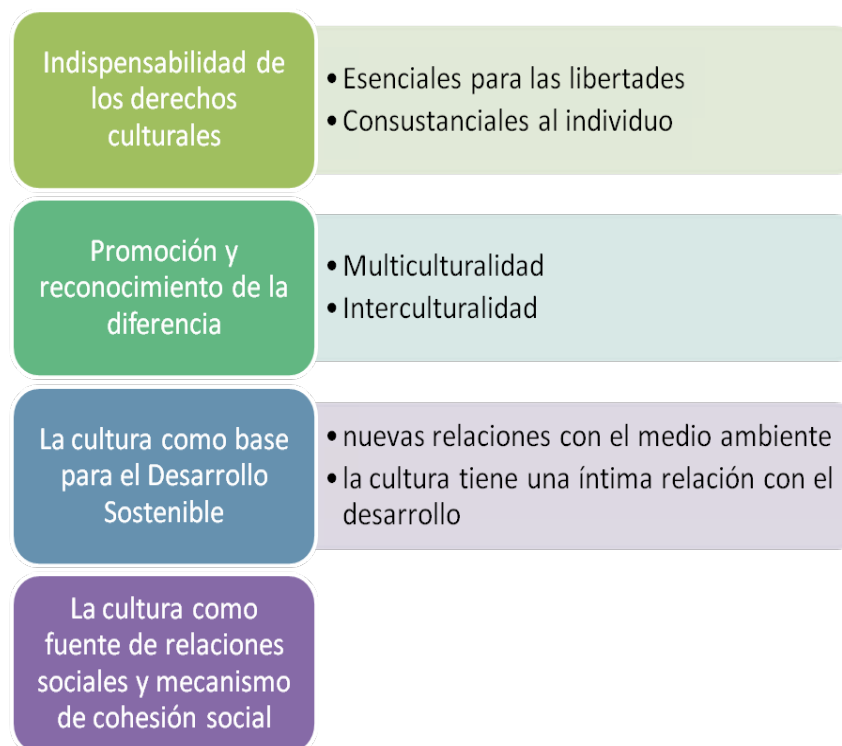 Indispensabilidad de
los derechos
culturales
• Esenciales para las libertades
• Consustanciales al individuo
Promoción y
reconocimiento de la
diferencia
• Multiculturalidad
• Interculturalidad
La cultura como base
para el Desarrollo
Sostenible
• nuevas relaciones con el medio ambiente
• la cultura tiene una íntima relación con el
desarrollo
La cultura como
fuente de relaciones
sociales y mecanismo
de cohesión social